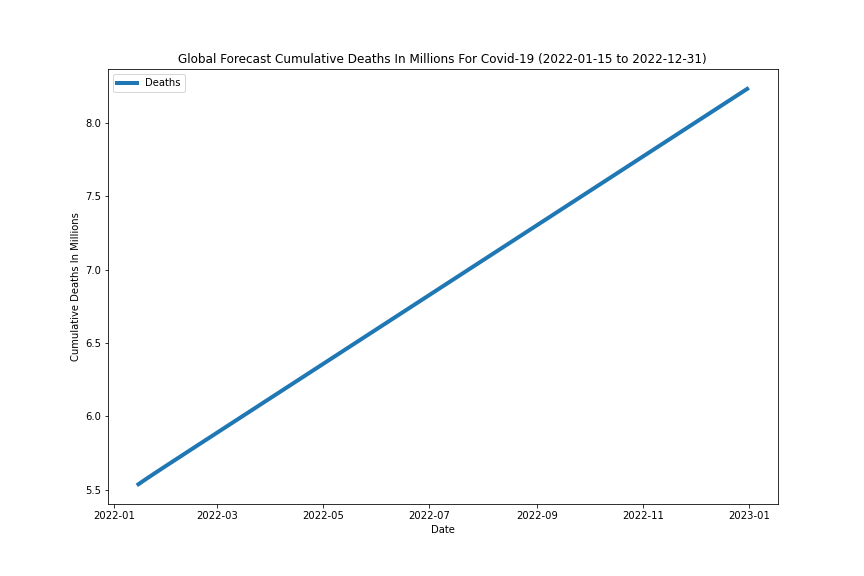 Global Forecast Cumulative Deaths In Millions For Covid-19 (2022-01-15 to 2022-12-31)
Deaths
Cumulative Deaths In Millions
8.0
7.5
7.0
6.5
6.0
5.5
2022-01 2022-03 2022-05 2022-07 2022-09 2022-11 2023-01
Date